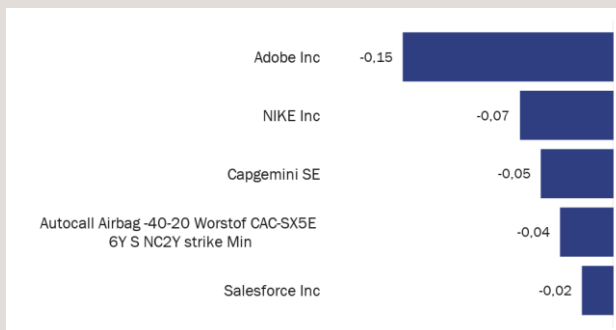 Adobe Inc -0,15
NIKE Inc -0,07
Capgemini SE -0,05
Autocall Airbag -40-20 Worstof CAC-SX5E
6Y S NC2Y strike Min -0,04
Salesforce Inc -0,02